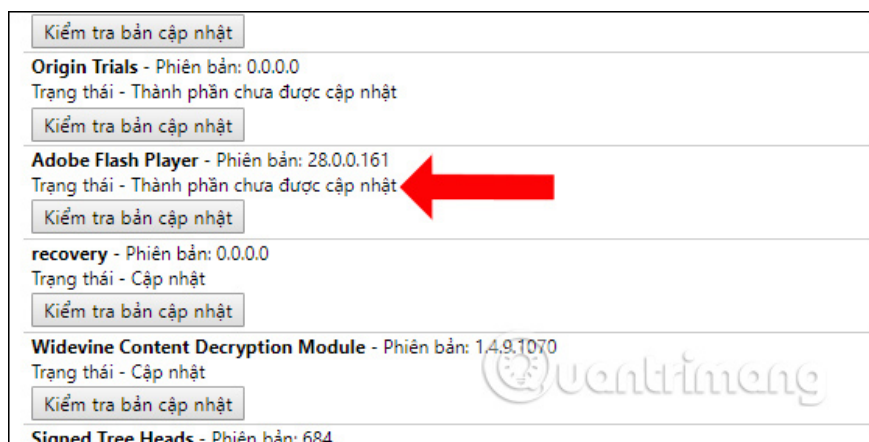 Kiểm tra bản cập nhật
Origin Trials - Phiên bản: 0.0.0.0
Trạng thái - Thành phần chưa được cập nhật
Kiểm tra bản cập nhật
Adobe Flash Player - Phiên bản: 28.0.0.161
Trạng thái - Thành phần chưa được cập nhật
Kiểm tra bản cập nhật
recovery - Phiên bản: 0.0.0.0
Trạng thái - Cập nhật
Kiểm tra bản cập nhật
Widevine Content Decryption Module - Phiên bản: 1.4.9.1070
Trạng thái - Cập nhật
Quantrimang
Kiểm tra bản cập nhật
Signed Tree Heads - Phiên bản: 684